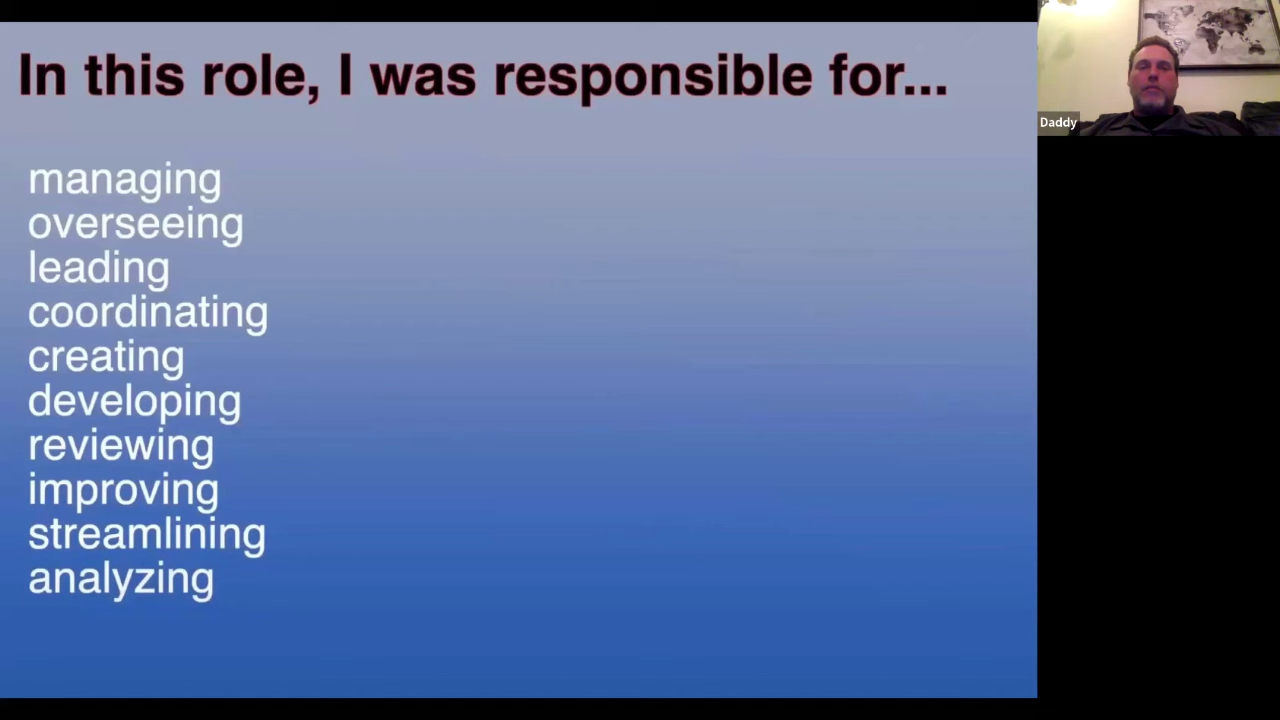 In this role, I was responsible for...
managing
overseeing
leading
coordinating
creating
developing
reviewing
improving
streamlining
analyzing
Daddy